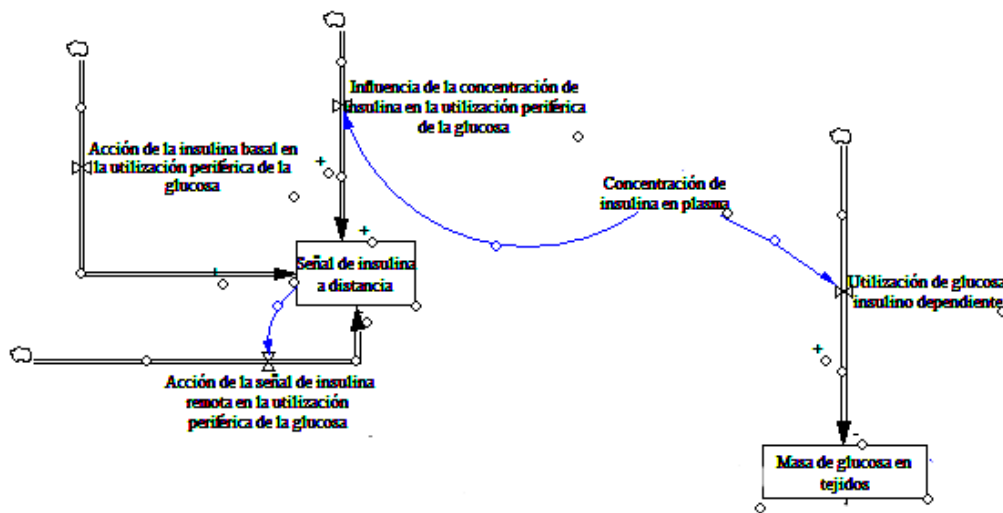 Influencia de la concentración de
insulina en la utilización periférica
de la glucosa
Acción de la insulina basal en
la utilización periférica de la
glucosa
+
Concentración de
insulina en plasma
+
Señal de insulina
a distancia
+
Utilización de glucosa
insulino dependiente
+
Acción de la señal de insulina
remota en la utilización
periférica de la glucosa
-
Masa de glucosa en
tejidos